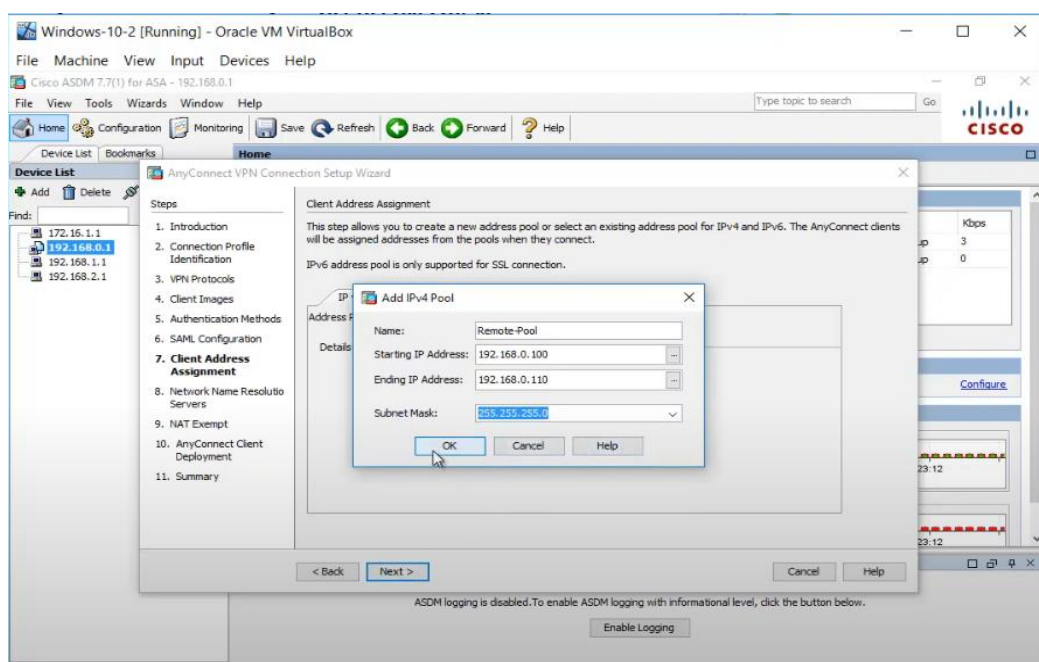 Windows-10-2 [Running] - Oracle VM VirtualBox
File Machine View Input Devices Help
Cisco ASDM 7.7(1) for ASA - 192.168.0.1
File View Tools Wizards Window Help
Type topic to search
Go
Home Configuration Monitoring Save Refresh Back Forward Help
CISCO
Device List Bookmarks
Home
Device List
Add Delete
Find:
172.16.1.1
192.168.0.1
192.168.1.1
192.168.2.1
AnyConnect VPN Connection Setup Wizard
Steps
1. Introduction
2. Connection Profile
Identification
3. VPN Protocols
4. Client Images
5. Authentication Methods
6. SAML Configuration
7. Client Address
Assignment
8. Network Name Resolutio
Servers
9. NAT Exempt
10. AnyConnect Client
Deployment
11. Summary
Client Address Assignment
This step allows you to create a new address pool or select an existing address pool for IPv4 and IPv6. The AnyConnect clients
will be assigned addresses from the pools when they connect.
IPv6 address pool is only supported for SSL connection.
IP
Address P
Details
Add IPv4 Pool
Name: Remote-Pool
Starting IP Address: 192.168.0.100 ...
Ending IP Address: 192.168.0.110 ...
Subnet Mask: 255.255.255.0
OK Cancel Help
< Back Next > Cancel Help
Kbps
up 3
up 0
Configure
23:12
23:12
ASDM logging is disabled.To enable ASDM logging with informational level, click the button below.
Enable Logging